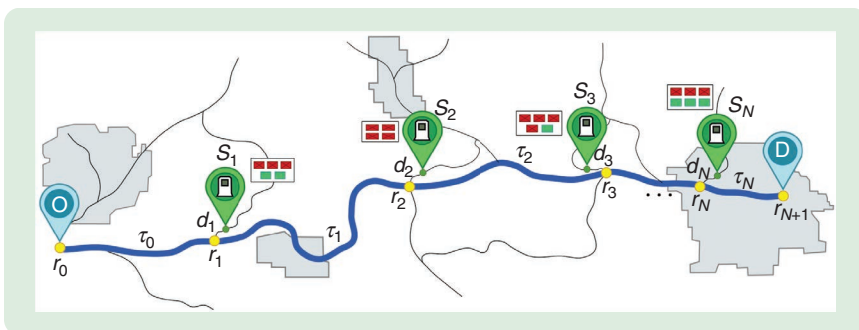 O
r0
τ0
S1
d1
r1
τ1
S2
d2
r2
τ2
S3
d3
r3
...
SN
dN
rN
τN
D
rN+1